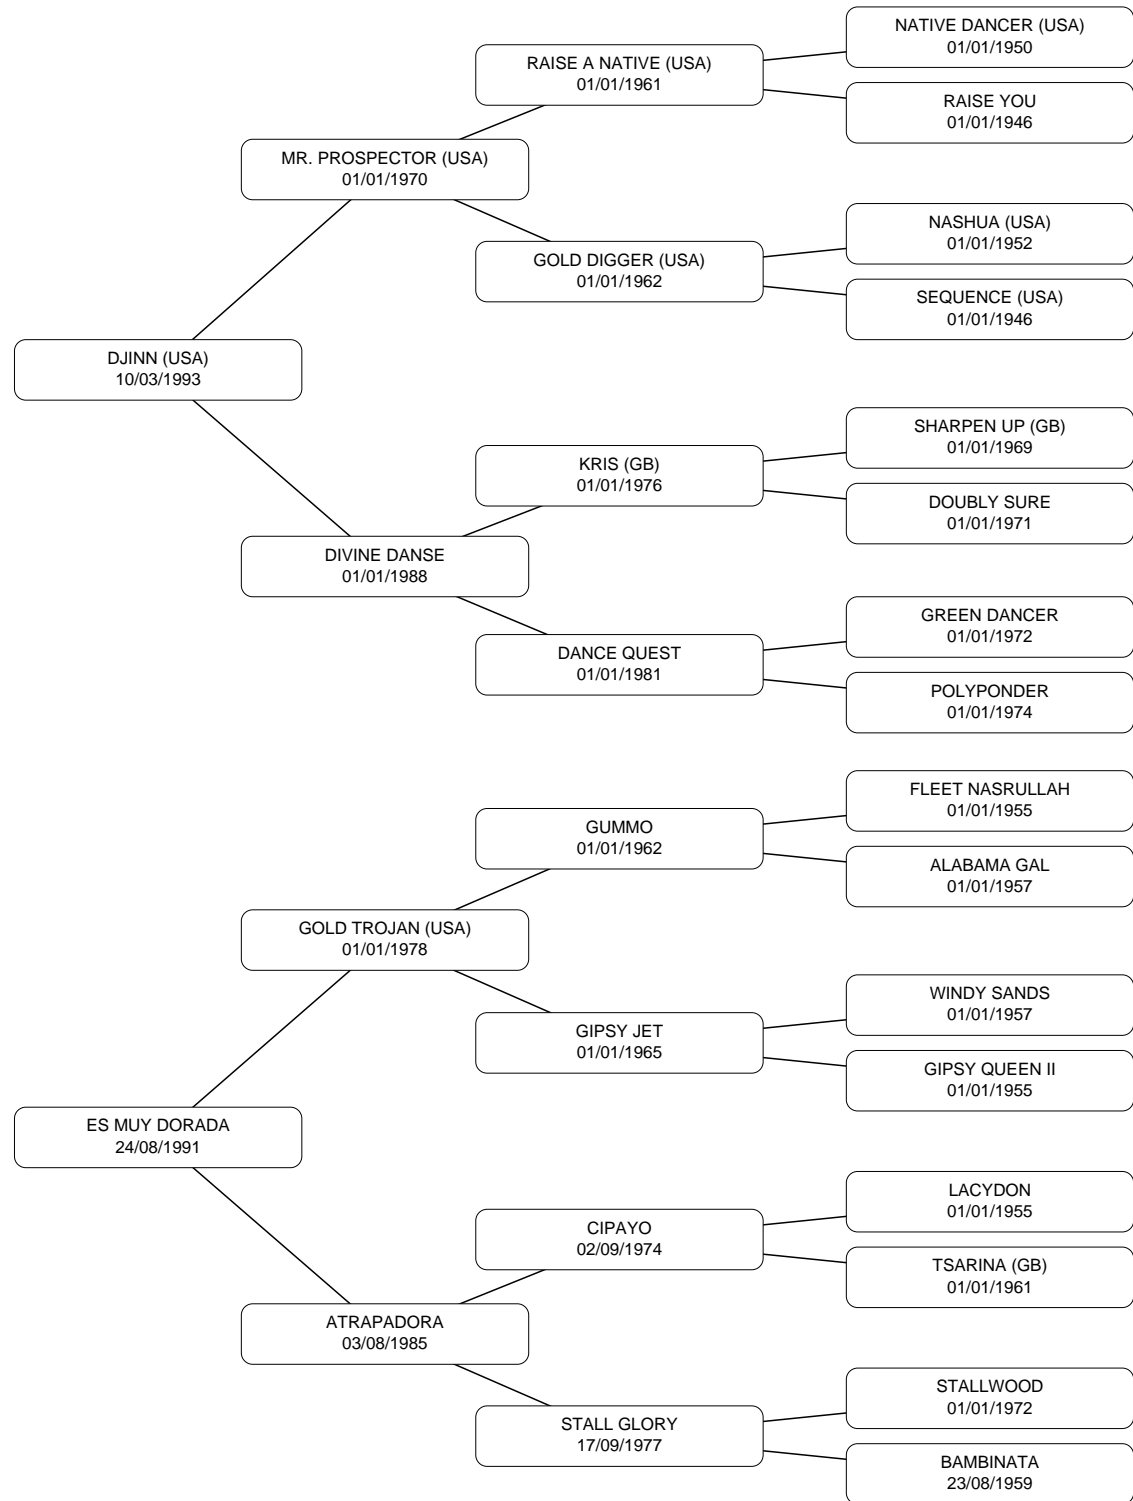 NATIVE DANCER (USA)
01/01/1950
RAISE A NATIVE (USA)
01/01/1961
RAISE YOU
01/01/1946
MR. PROSPECTOR (USA)
01/01/1970
NASHUA (USA)
01/01/1952
GOLD DIGGER (USA)
01/01/1962
SEQUENCE (USA)
01/01/1946
DJINN (USA)
10/03/1993
SHARPEN UP (GB)
01/01/1969
KRIS (GB)
01/01/1976
DOUBLY SURE
01/01/1971
DIVINE DANSE
01/01/1988
GREEN DANCER
01/01/1972
DANCE QUEST
01/01/1981
POLYPONDER
01/01/1974
FLEET NASRULLAH
01/01/1955
GUMMO
01/01/1962
ALABAMA GAL
01/01/1957
GOLD TROJAN (USA)
01/01/1978
WINDY SANDS
01/01/1957
GIPSY JET
01/01/1965
GIPSY QUEEN II
01/01/1955
ES MUY DORADA
24/08/1991
LACYDON
01/01/1955
CIPAYO
02/09/1974
TSARINA (GB)
01/01/1961
ATRAPADORA
03/08/1985
STALLWOOD
01/01/1972
STALL GLORY
17/09/1977
BAMBINATA
23/08/1959